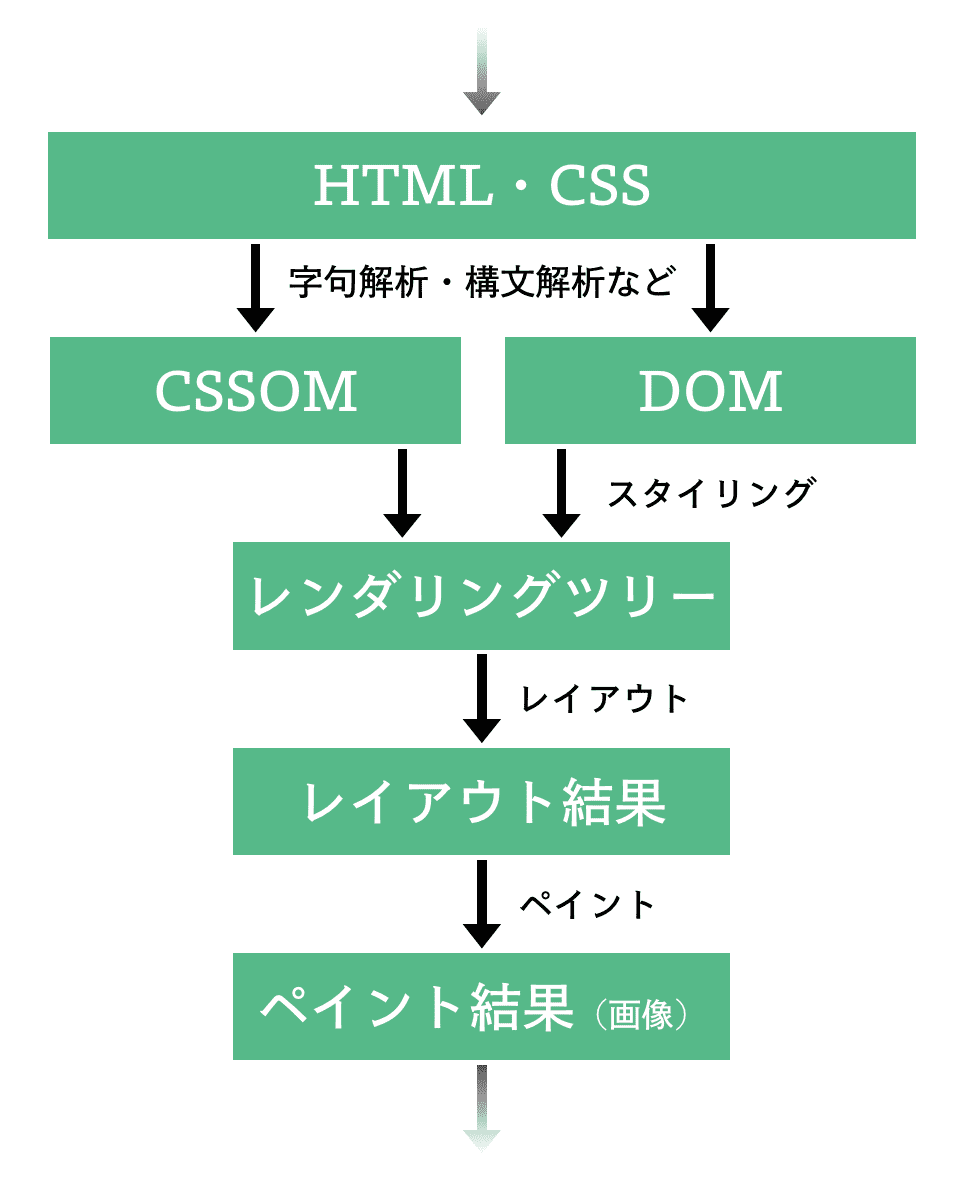 HTML・CSS
字句解析・構文解析など
CSSOM
DOM
スタイリング
レンダリングツリー
レイアウト
レイアウト結果
ペイント
ペイント結果（画像）